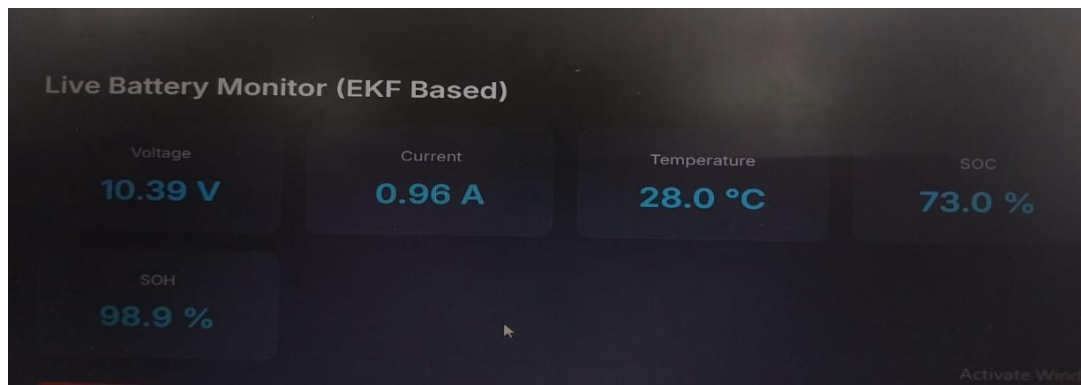 Live Battery Monitor (EKF Based)
Voltage
10.39 V
Current
0.96 A
Temperature
28.0 °C
SOC
73.0 %
SOH
98.9 %
Activate